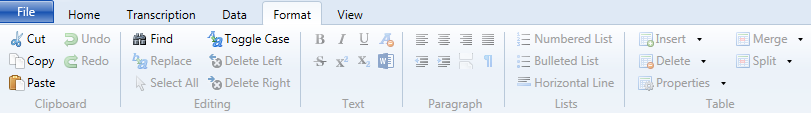 File Home Transcription Data Format View
Cut Undo Find Toggle Case B I U Numbered List Insert Merge
Copy Redo Replace Delete Left S X² X₂ W Bulleted List Delete Split
Paste Select All Delete Right Horizontal Line Properties
Clipboard Editing Text Paragraph Lists Table